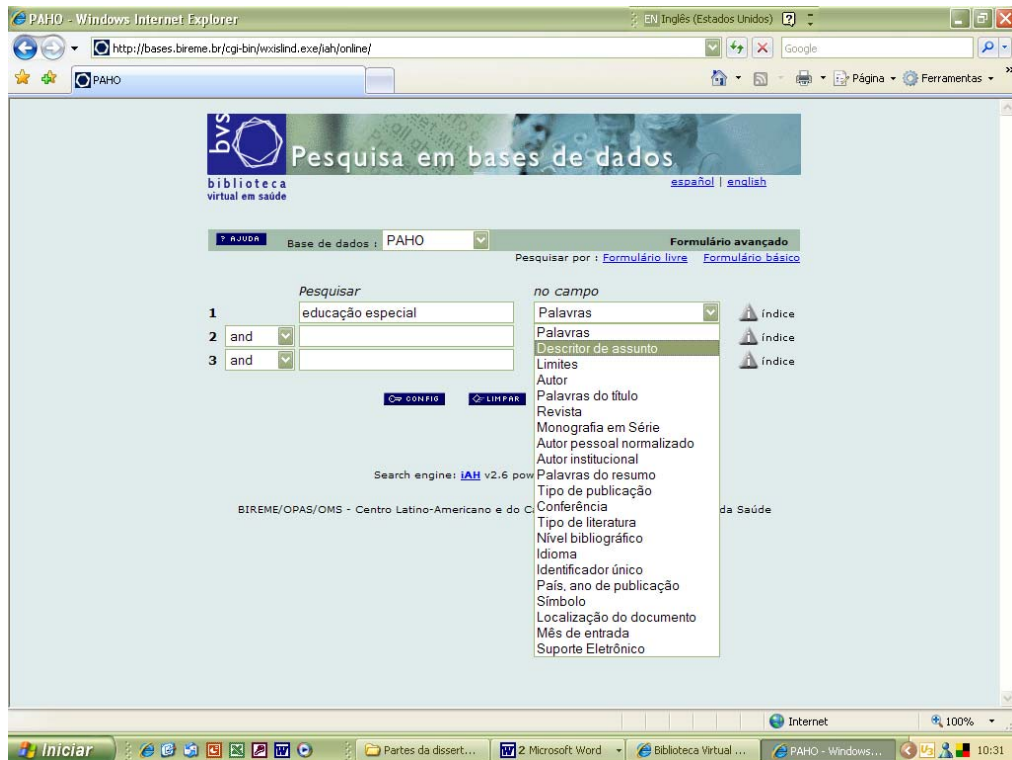 PAHO - Windows Internet Explorer
EN Inglês (Estados Unidos)
http://bases.bireme.br/cgi-bin/wxislind.exe/iah/online/
Google
PAHO
Página
Ferramentas
bvs
Pesquisa em bases de dados
biblioteca
virtual em saúde
español | english
? AJUDA Base de dados : PAHO Formulário avançado
Pesquisar por : Formulário livre Formulário básico
Pesquisar no campo
1 educação especial Palavras índice
2 and índice
3 and índice
Palavras
Descritor de assunto
Limites
Autor
Palavras do título
Revista
Monografia em Série
Autor pessoal normalizado
Autor institucional
Palavras do resumo
Tipo de publicação
Conferência
Tipo de literatura
Nível bibliográfico
Idioma
Identificador único
País, ano de publicação
Símbolo
Localização do documento
Mês de entrada
Suporte Eletrônico
CONFIG LIMPAR
Search engine: iAH v2.6 pow
BIREME/OPAS/OMS - Centro Latino-Americano e do C da Saúde
Internet 100%
Iniciar Partes da dissert... 2 Microsoft Word Biblioteca Virtual ... PAHO - Windows... 10:31